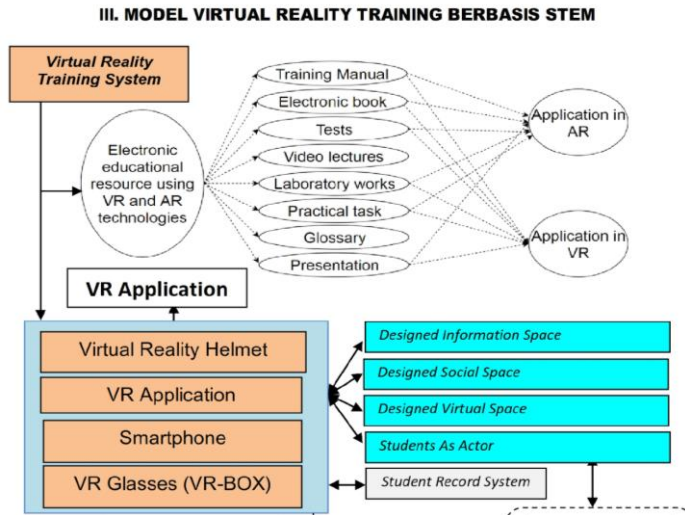 III. MODEL VIRTUAL REALITY TRAINING BERBASIS STEM
Virtual Reality
Training System
Electronic
educational
resource using
VR and AR
technologies
Training Manual
Electronic book
Tests
Video lectures
Laboratory works
Practical task
Glossary
Presentation
Application in
AR
Application in
VR
VR Application
Virtual Reality Helmet
VR Application
Smartphone
VR Glasses (VR-BOX)
Designed Information Space
Designed Social Space
Designed Virtual Space
Students As Actor
Student Record System